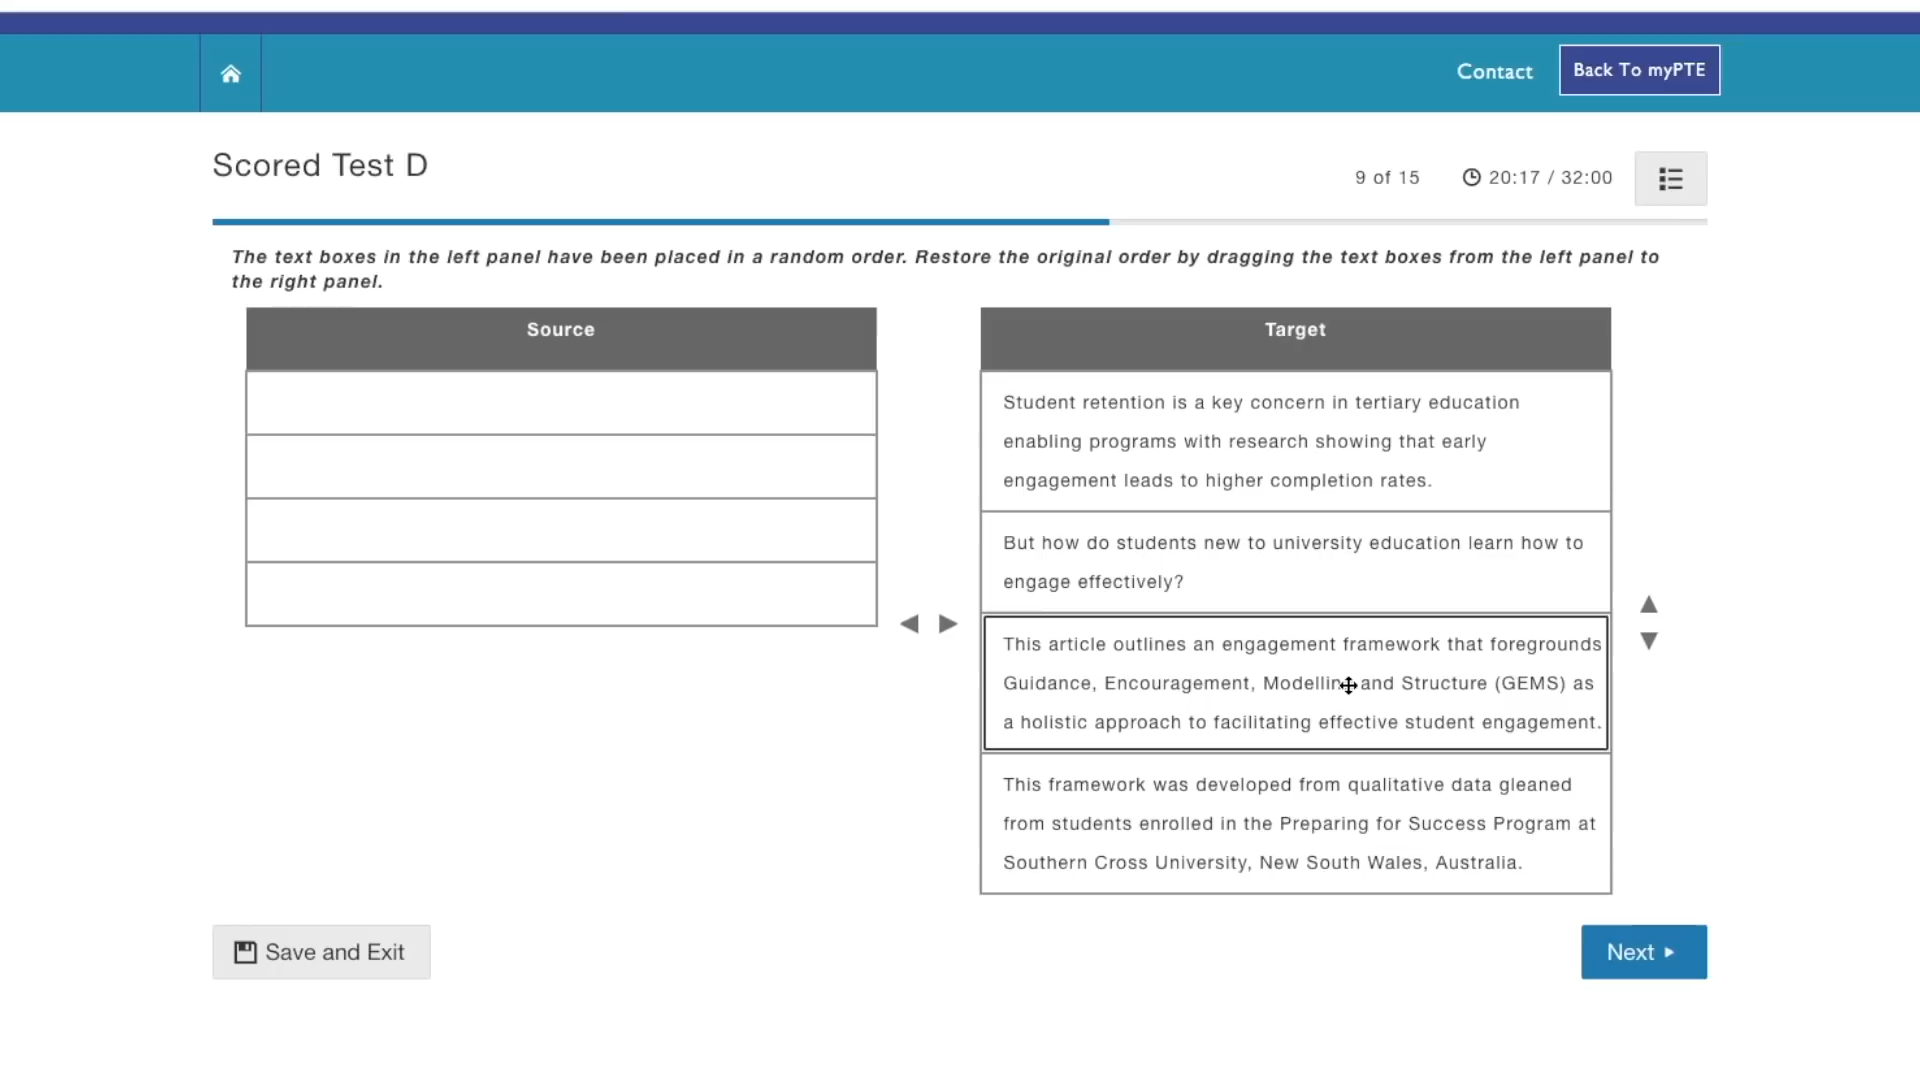 Contact
Back To myPTE
Scored Test D
9 of 15
20:17 / 32:00
The text boxes in the left panel have been placed in a random order. Restore the original order by dragging the text boxes from the left panel to
the right panel.
Source
Target
Student retention is a key concern in tertiary education
enabling programs with research showing that early
engagement leads to higher completion rates.
But how do students new to university education learn how to
engage effectively?
This article outlines an engagement framework that foregrounds
Guidance, Encouragement, Modelling and Structure (GEMS) as
a holistic approach to facilitating effective student engagement.
This framework was developed from qualitative data gleaned
from students enrolled in the Preparing for Success Program at
Southern Cross University, New South Wales, Australia.
Save and Exit
Next